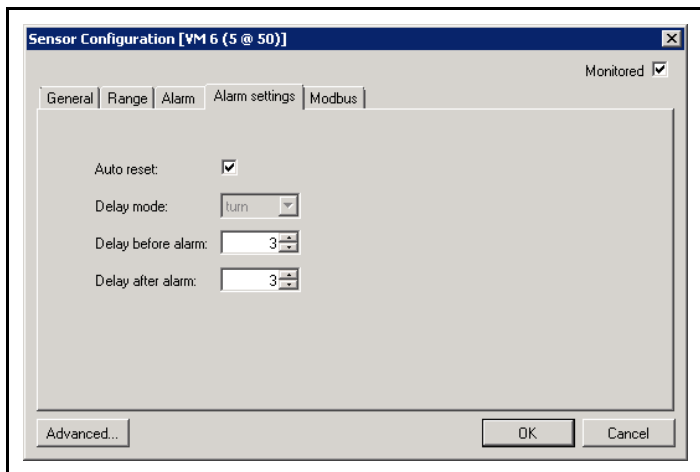 Sensor Configuration [VM 6 (5 @ 50)]
Monitored
General Range Alarm Alarm settings Modbus
Auto reset:
Delay mode: turn
Delay before alarm: 3
Delay after alarm: 3
Advanced... OK Cancel